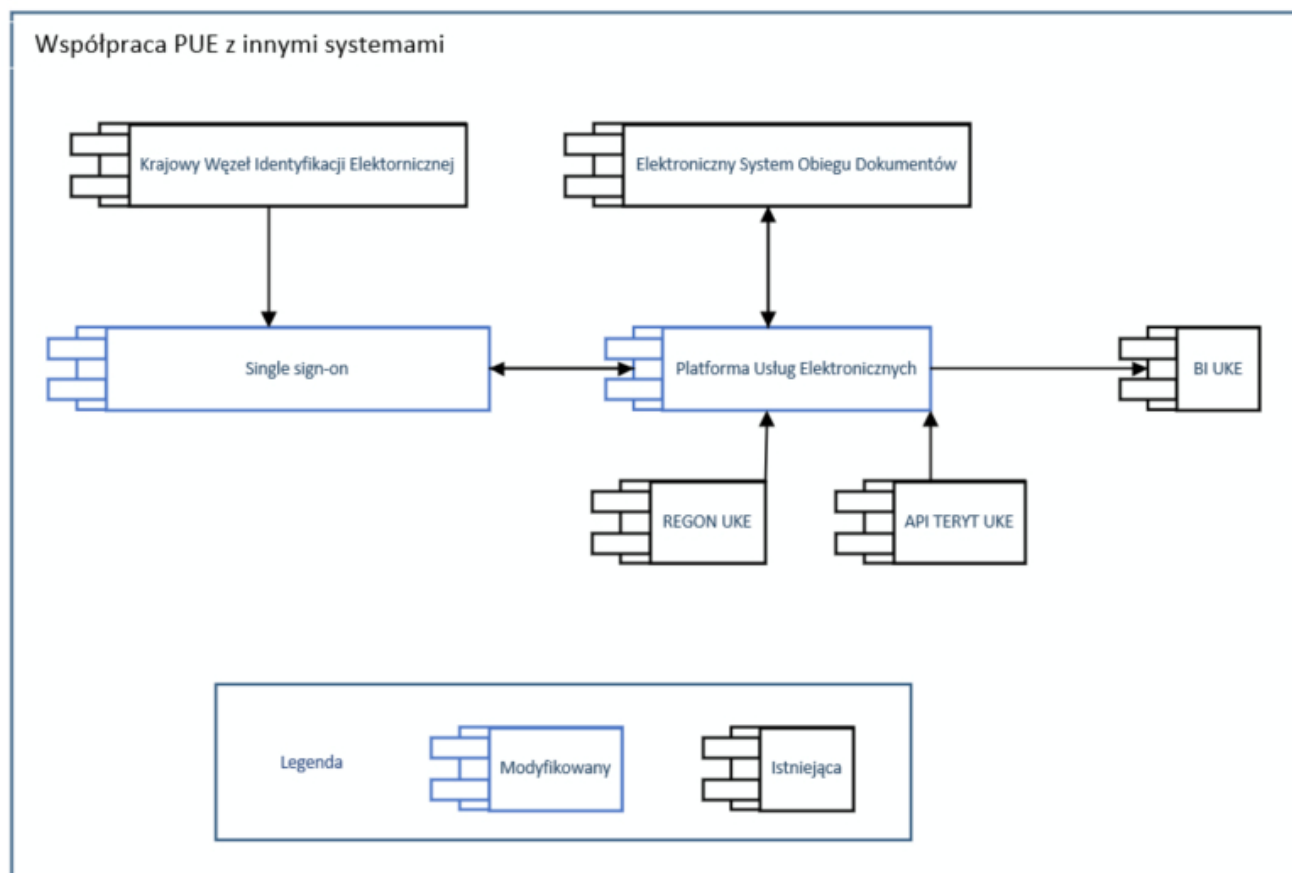 Współpraca PUE z innymi systemami
Krajowy Węzeł Identyfikacji Elektornicznej
Elektroniczny System Obiegu Dokumentów
Single sign-on
Platforma Usług Elektronicznych
BI UKE
REGON UKE
API TERYT UKE
Legenda
Modyfikowany
Istniejąca